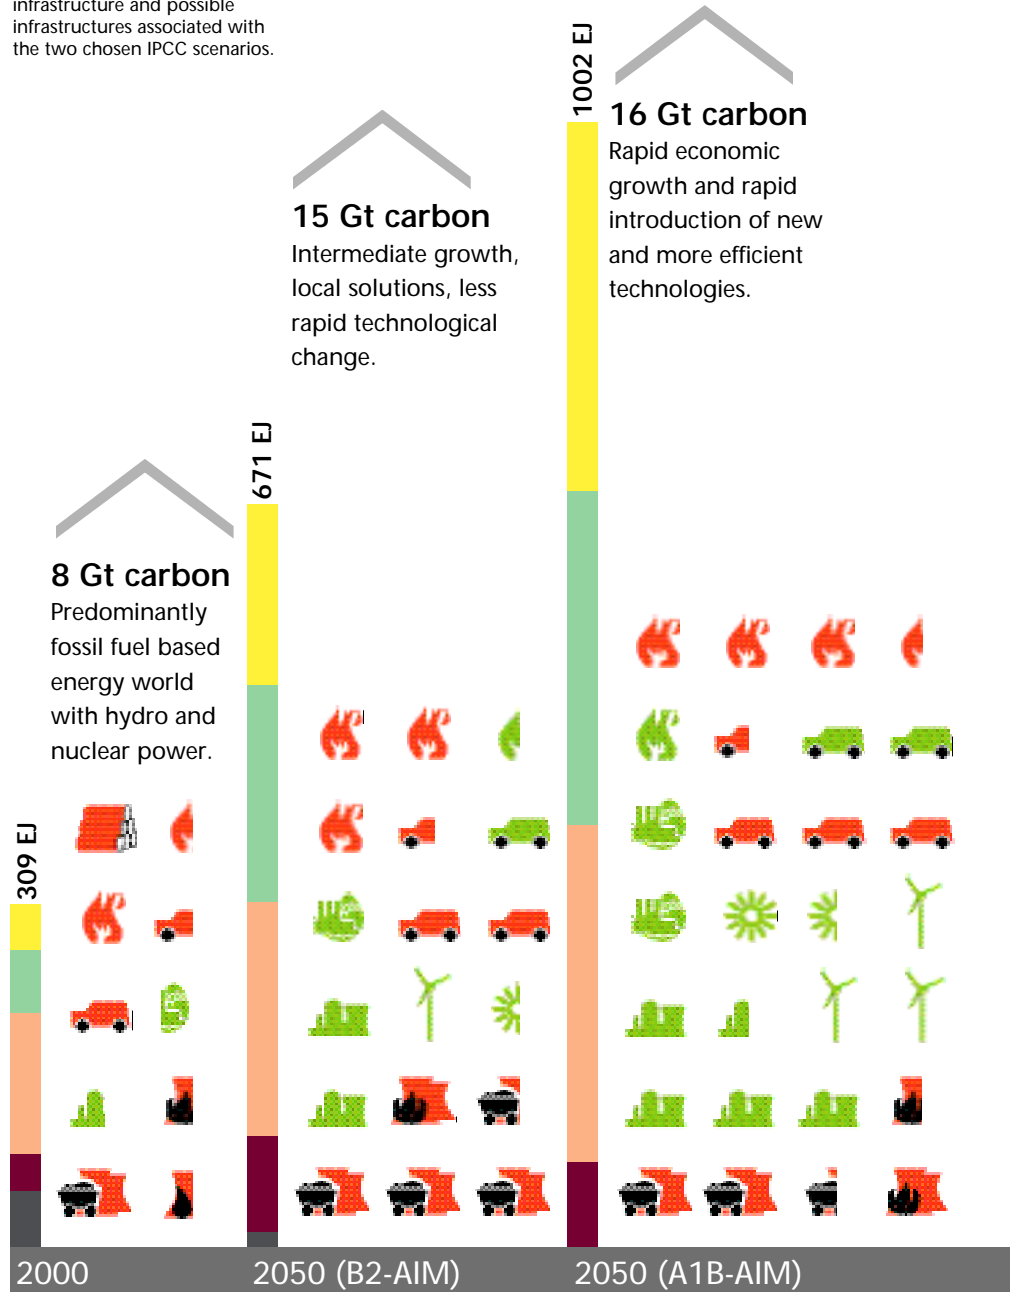 infrastructure and possible
infrastructures associated with
the two chosen IPCC scenarios.
1002 EJ
16 Gt carbon
Rapid economic
growth and rapid
introduction of new
and more efficient
technologies.
15 Gt carbon
Intermediate growth,
local solutions, less
rapid technological
change.
671 EJ
8 Gt carbon
Predominantly
fossil fuel based
energy world
with hydro and
nuclear power.
309 EJ
2000
2050 (B2-AIM)
2050 (A1B-AIM)